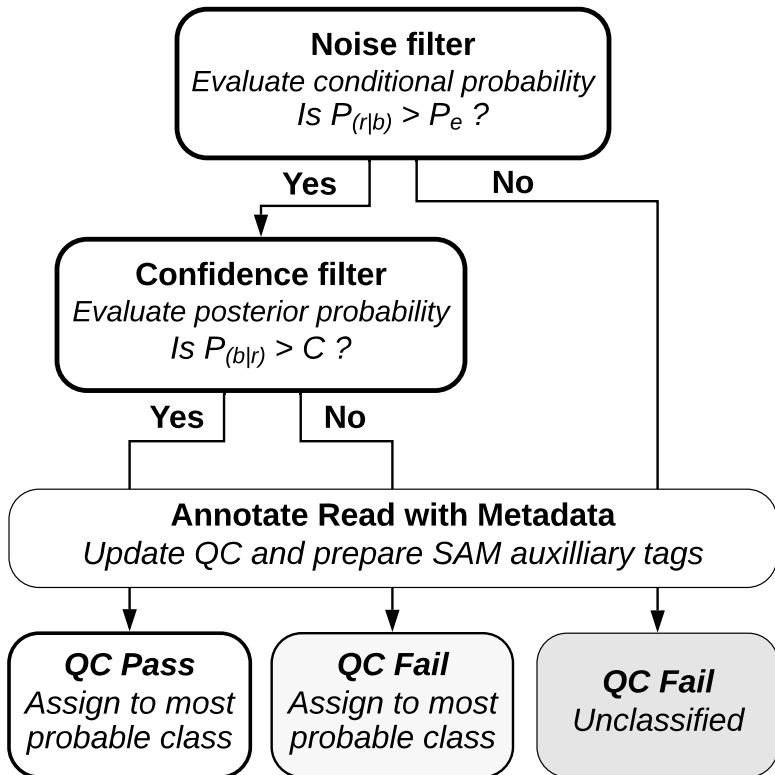 Noise filter
Evaluate conditional probability
Is P(r|b) > Pe ?
Yes
No
Confidence filter
Evaluate posterior probability
Is P(b|r) > C ?
Yes
No
Annotate Read with Metadata
Update QC and prepare SAM auxilliary tags
QC Pass
Assign to most
probable class
QC Fail
Assign to most
probable class
QC Fail
Unclassified